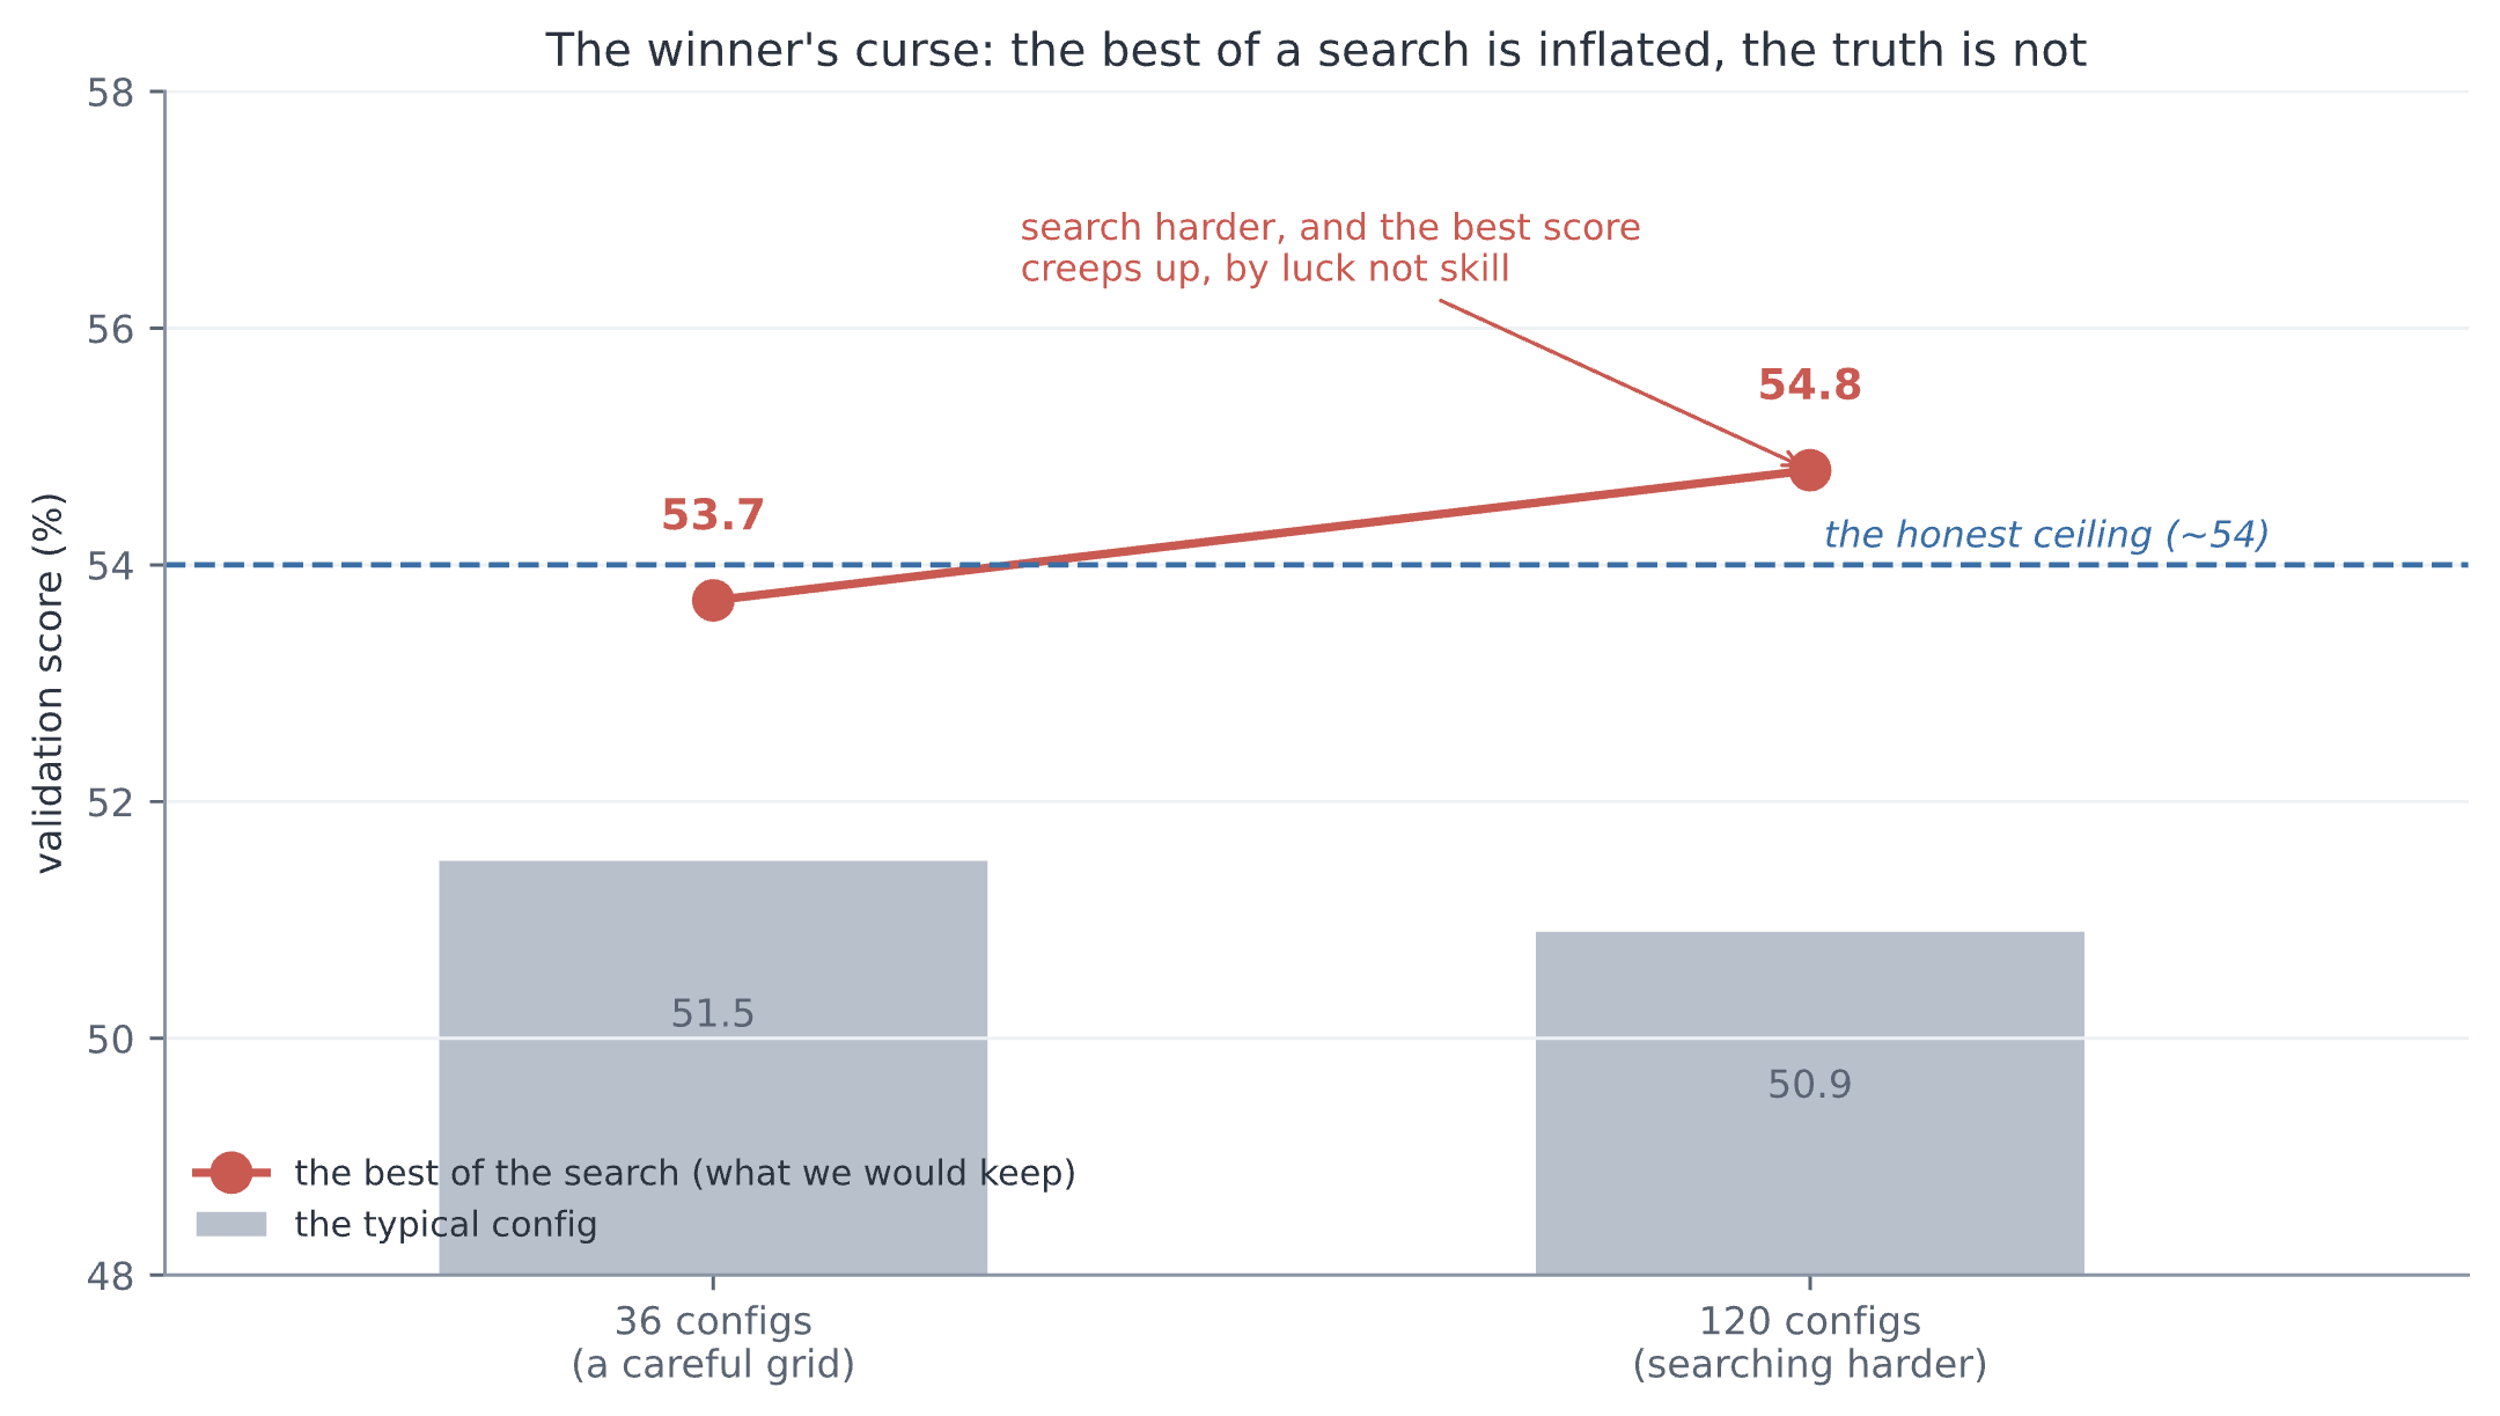 The winner's curse: the best of a search is inflated, the truth is not
validation score (%)
58
56
54
52
50
48
search harder, and the best score
creeps up, by luck not skill
54.8
53.7
the honest ceiling (~54)
51.5
50.9
the best of the search (what we would keep)
the typical config
36 configs
(a careful grid)
120 configs
(searching harder)